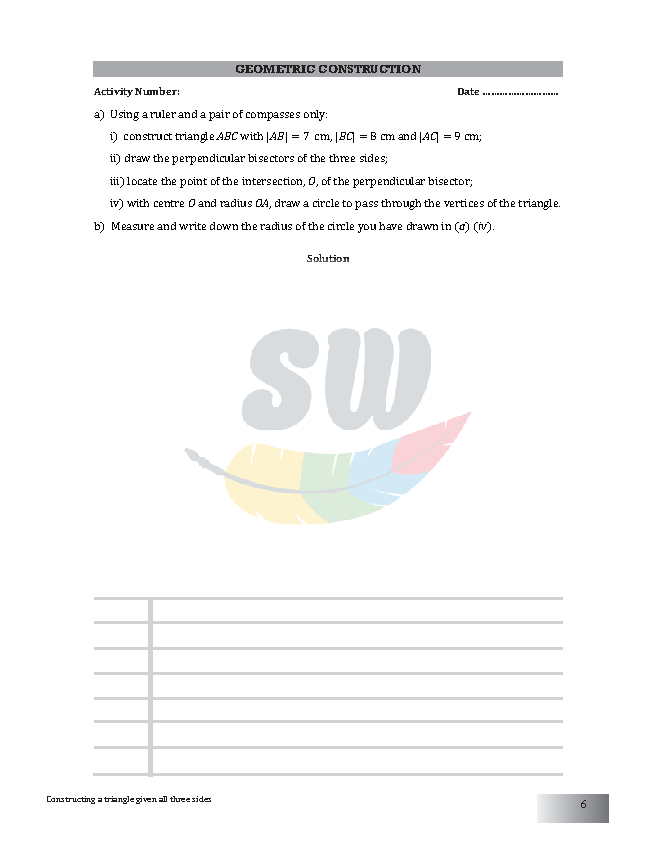 GEOMETRIC CONSTRUCTION
Activity Number: Date ...........................
a) Using a ruler and a pair of compasses only:
i) construct triangle ABC with |AB| = 7 cm, |BC| = 8 cm and |AC| = 9 cm;
ii) draw the perpendicular bisectors of the three sides;
iii) locate the point of the intersection, O, of the perpendicular bisector;
iv) with centre O and radius OA, draw a circle to pass through the vertices of the triangle.
b) Measure and write down the radius of the circle you have drawn in (a) (iv).
Solution
SW
Constructing a triangle given all three sides
6